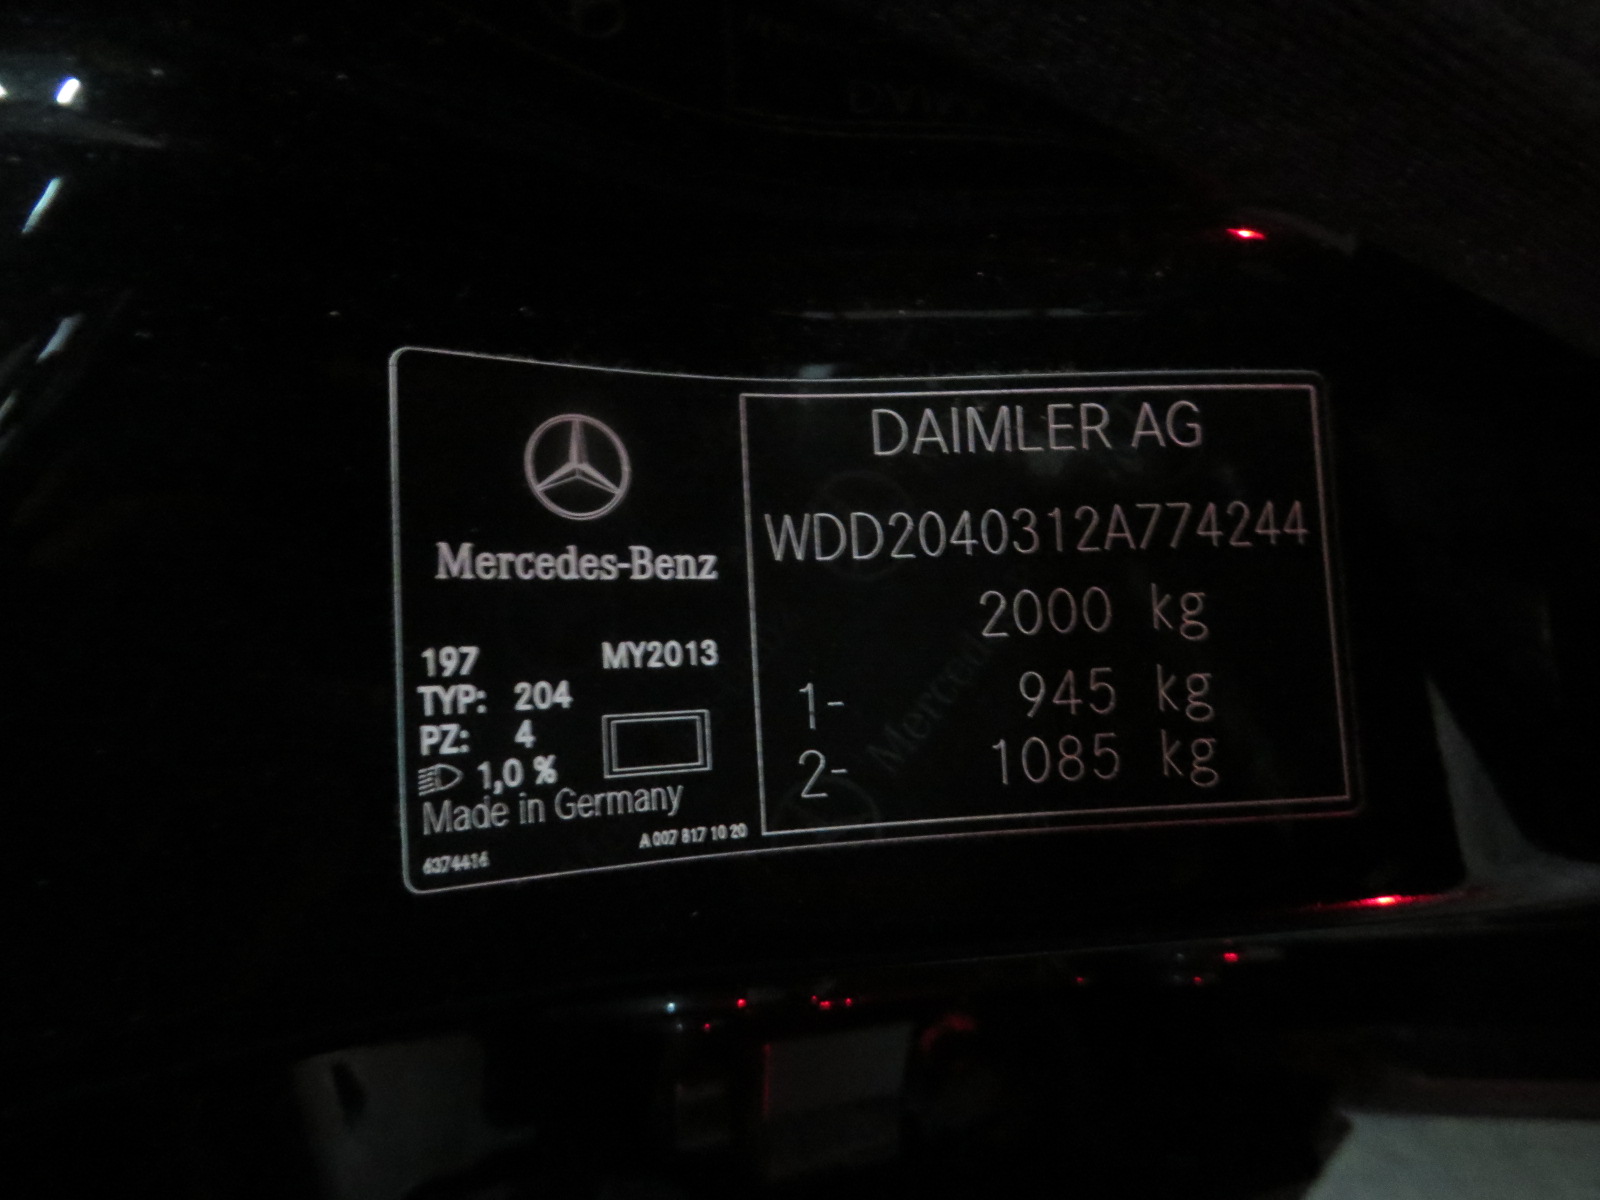 Mercedes-Benz
197 MY2013
TYP: 204
PZ: 4
1,0 %
Made in Germany
A 007 817 10 20
6374416
DAIMLER AG
WDD2040312A774244
2000 kg
1- 945 kg
2- 1085 kg
Mercedes